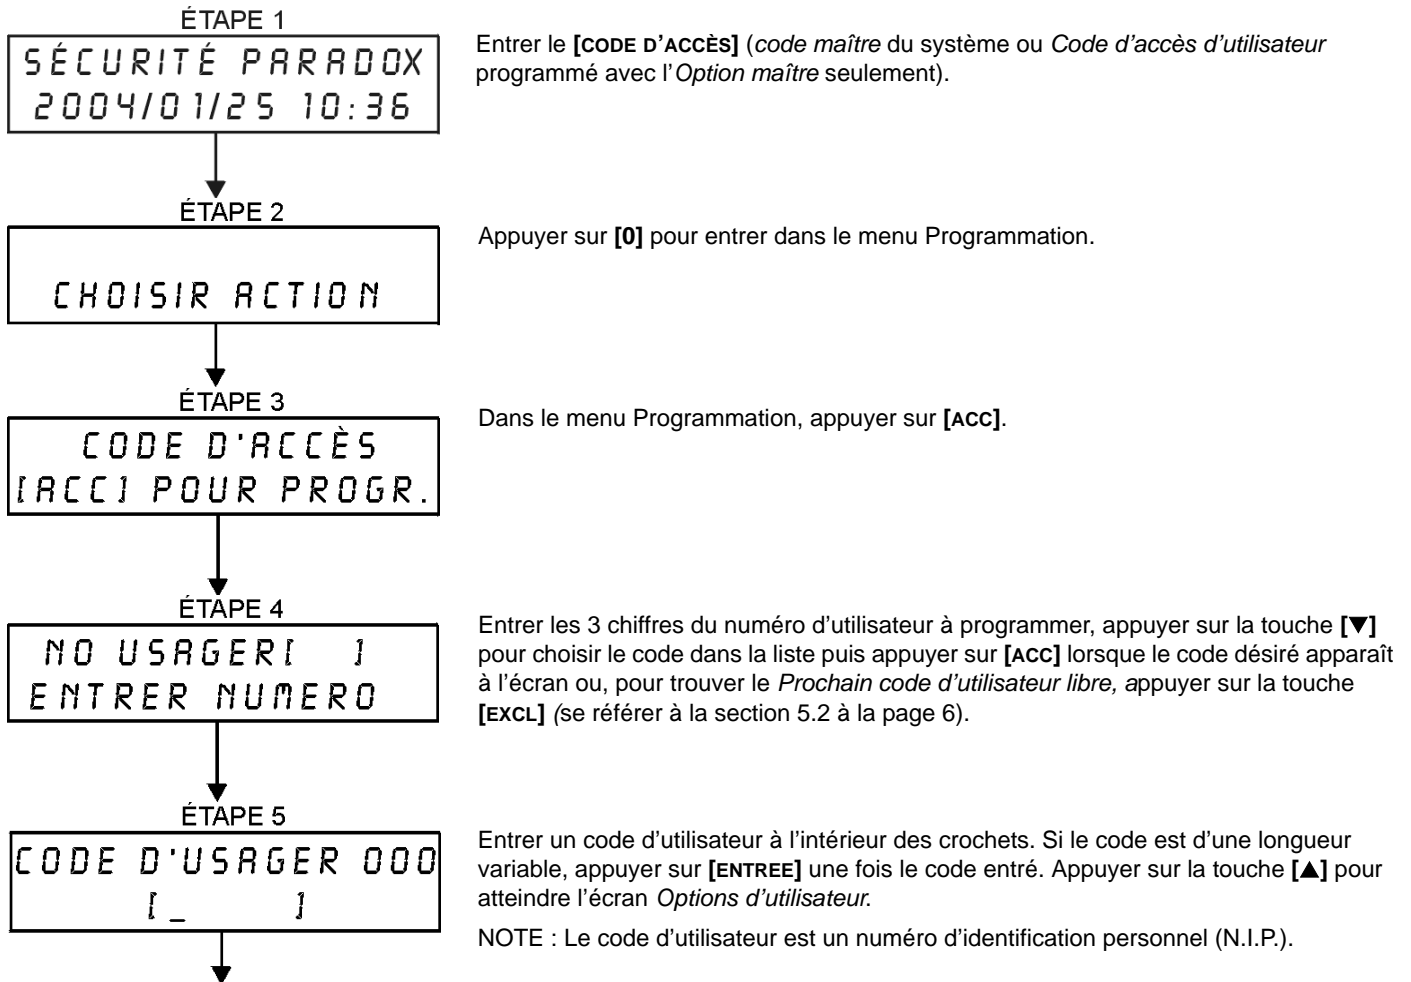 ÉTAPE 1
SÉCURITÉ PARADOX
2004/01/25 10:36
Entrer le [CODE D'ACCÈS] (code maître du système ou Code d'accès d'utilisateur
programmé avec l'Option maître seulement).
ÉTAPE 2
CHOISIR ACTION
Appuyer sur [0] pour entrer dans le menu Programmation.
ÉTAPE 3
CODE D'ACCÈS
[ACC] POUR PROGR.
Dans le menu Programmation, appuyer sur [ACC].
ÉTAPE 4
NO USAGER[ ]
ENTRER NUMERO
Entrer les 3 chiffres du numéro d'utilisateur à programmer, appuyer sur la touche [▼]
pour choisir le code dans la liste puis appuyer sur [ACC] lorsque le code désiré apparaît
à l'écran ou, pour trouver le Prochain code d'utilisateur libre, appuyer sur la touche
[EXCL] (se référer à la section 5.2 à la page 6).
ÉTAPE 5
CODE D'USAGER 000
[_ ]
Entrer un code d'utilisateur à l'intérieur des crochets. Si le code est d'une longueur
variable, appuyer sur [ENTREE] une fois le code entré. Appuyer sur la touche [▲] pour
atteindre l'écran Options d'utilisateur.
NOTE : Le code d'utilisateur est un numéro d'identification personnel (N.I.P.).